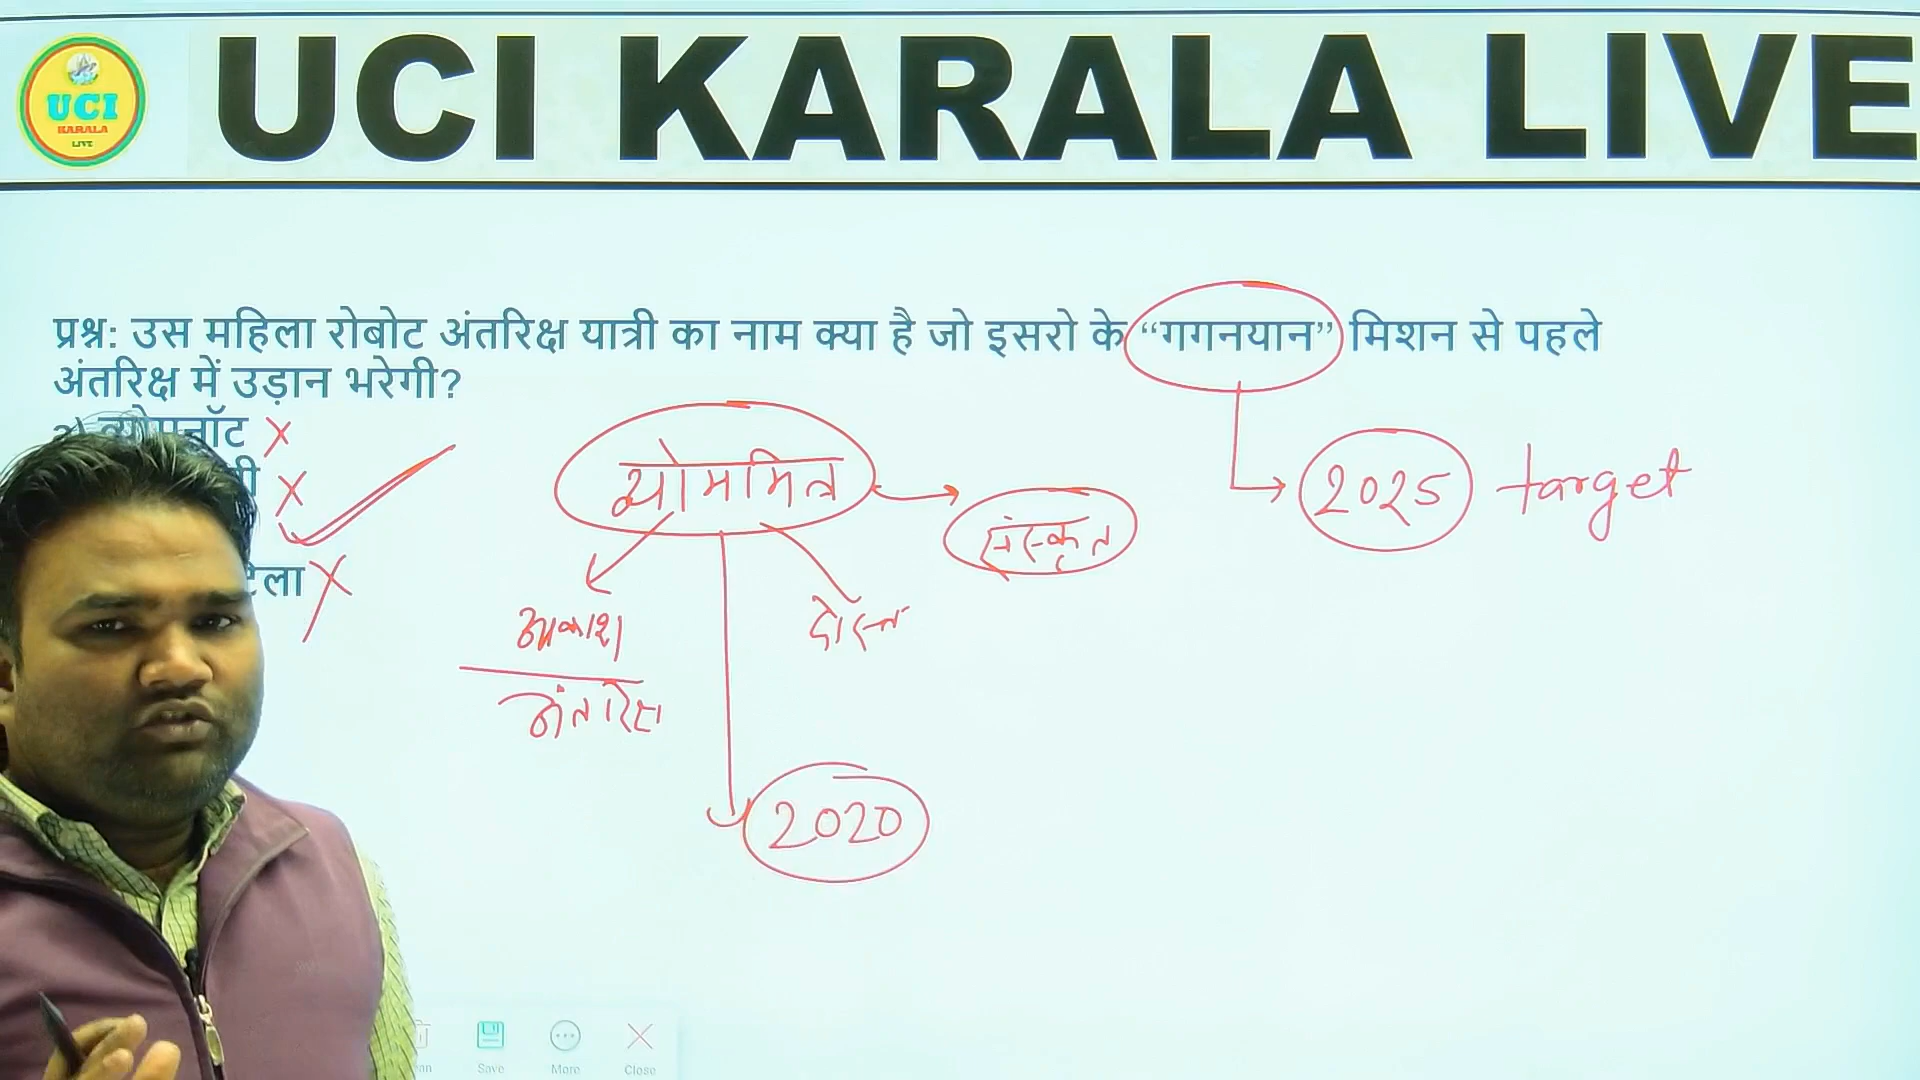 UCI KARALA LIVE
UCI
KARALA
LIVE
प्रश्न: उस महिला रोबोट अंतरिक्ष यात्री का नाम क्या है जो इसरो के “गगनयान” मिशन से पहले
अंतरिक्ष में उड़ान भरेगी?
व्योमनॉट
व्योममित्र
2025 target
संस्कृत
आकाश
दोस्त
अंतरिक्ष
2020
Save
More
Close